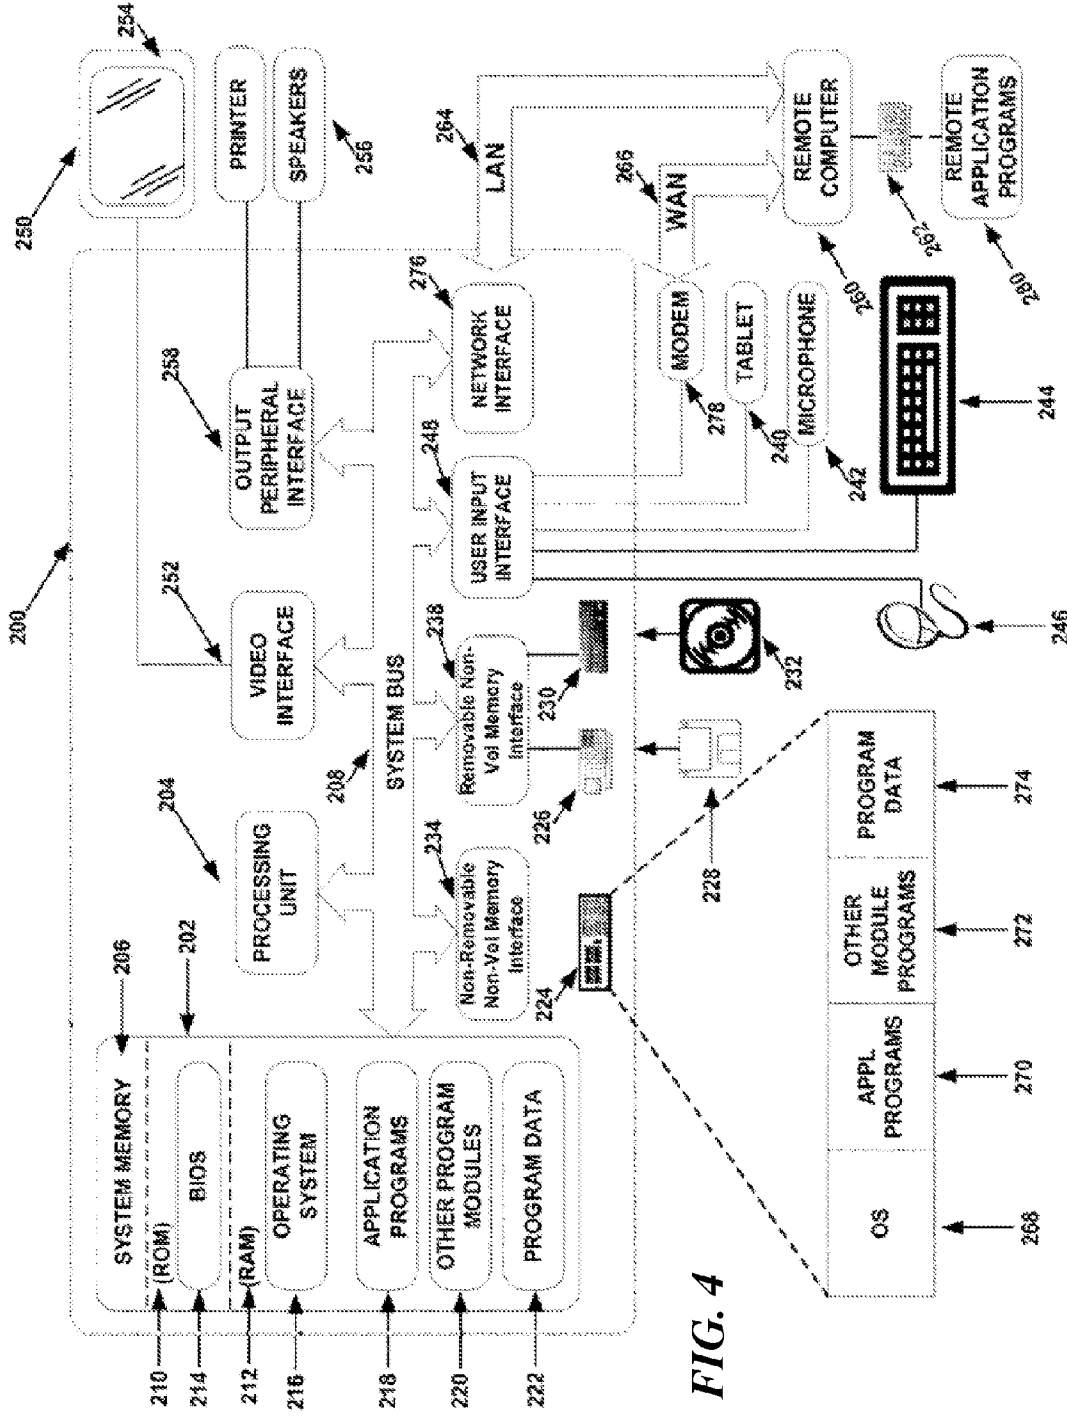 200
250
254
SYSTEM MEMORY
206
202
204
252
258
210
(ROM)
214
BIOS
212
(RAM)
216
OPERATING
SYSTEM
PROCESSING
UNIT
VIDEO
INTERFACE
OUTPUT
PERIPHERAL
INTERFACE
PRINTER
SPEAKERS
256
208
SYSTEM BUS
218
APPLICATION
PROGRAMS
220
OTHER PROGRAM
MODULES
222
PROGRAM DATA
234
238
248
276
264
Non-Removable
Non-Vol Memory
Interface
Removable Non-
Vol Memory
Interface
USER INPUT
INTERFACE
NETWORK
INTERFACE
LAN
224
226
230
266
WAN
MODEM
278
TABLET
240
MICROPHONE
242
228
232
FIG. 4
REMOTE
COMPUTER
260
262
REMOTE
APPLICATION
PROGRAMS
280
OS
APPL
PROGRAMS
OTHER
MODULE
PROGRAMS
PROGRAM
DATA
268
270
272
274
246
244